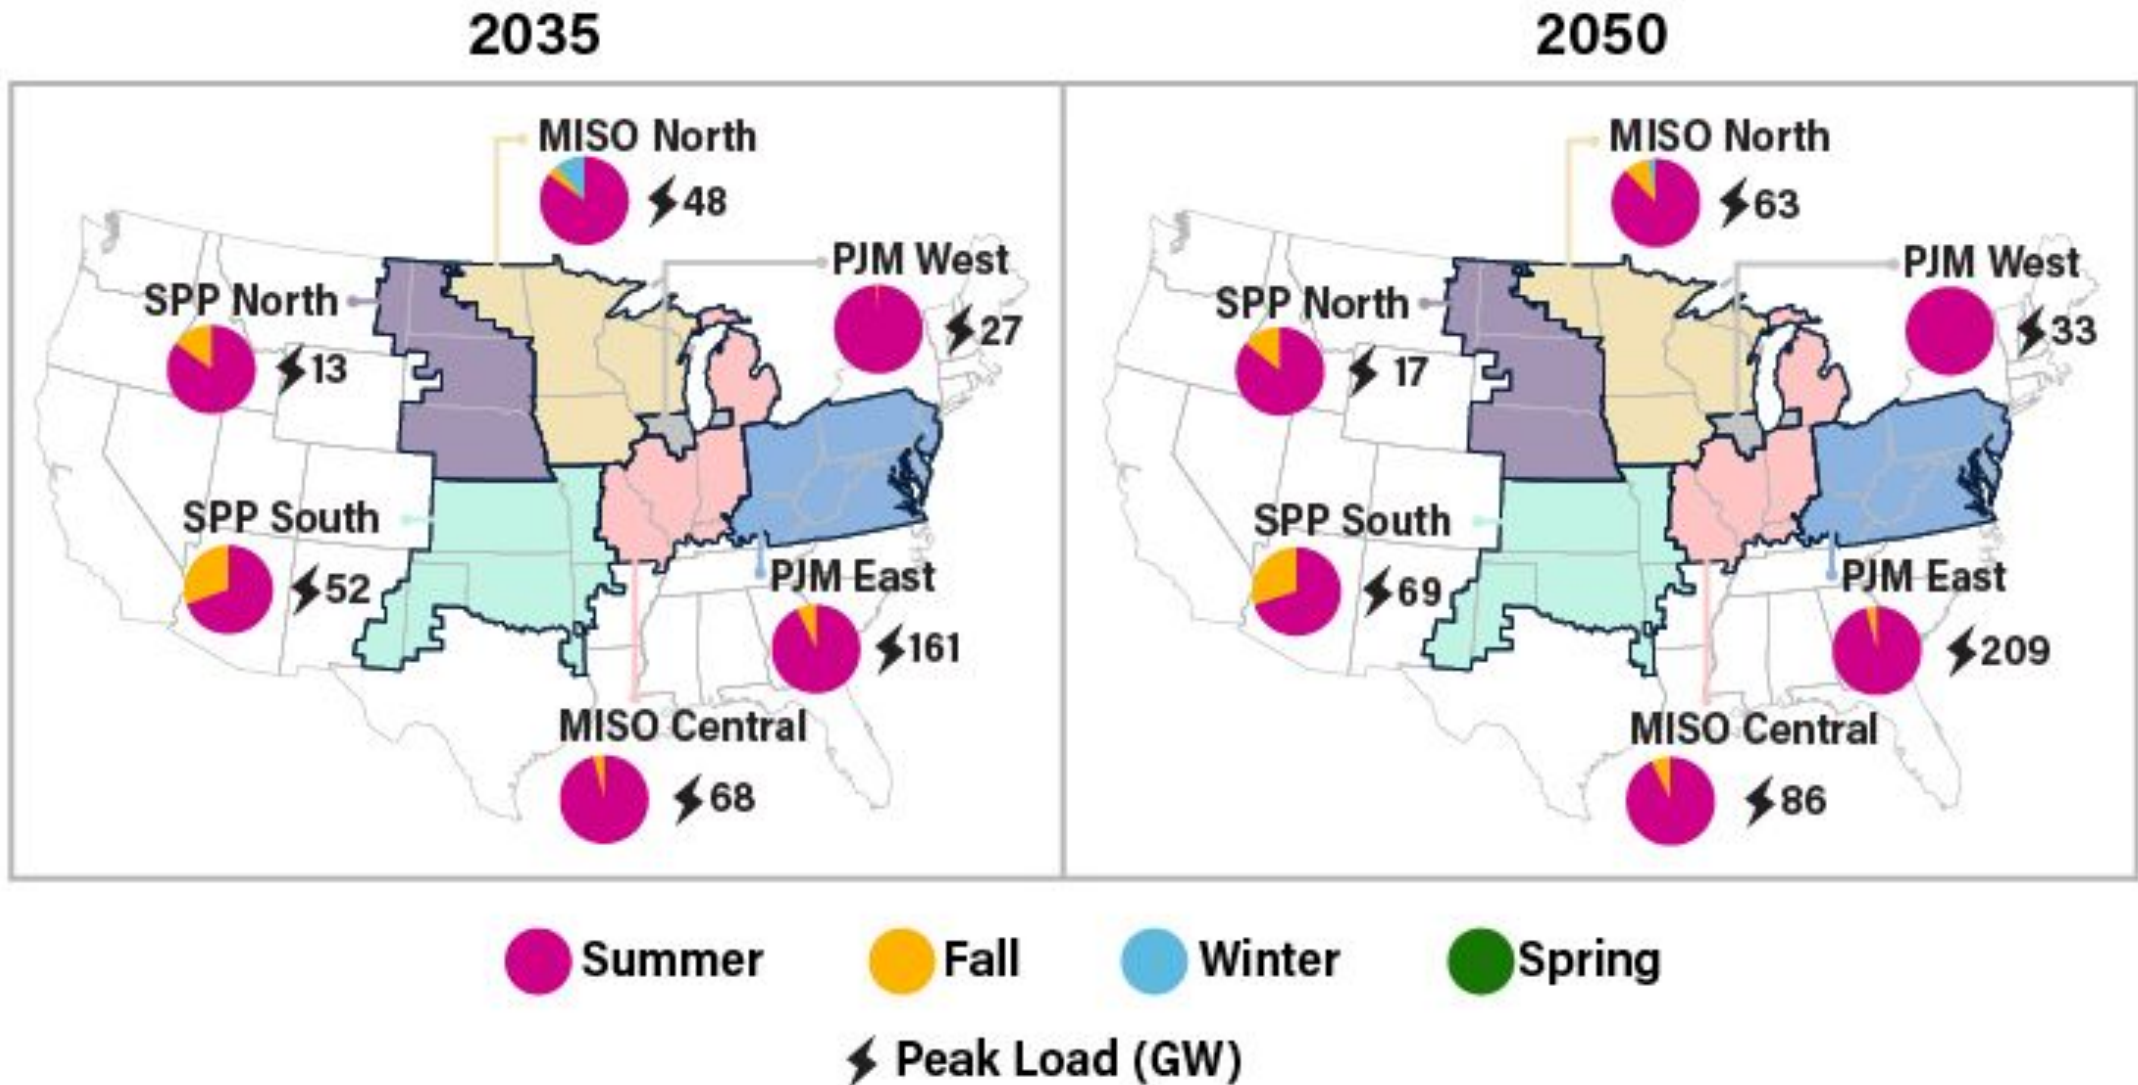 2035
MISO North
48
PJM West
27
SPP North
13
SPP South
52
PJM East
161
MISO Central
68
2050
MISO North
63
PJM West
33
SPP North
17
SPP South
69
PJM East
209
MISO Central
86
Summer
Fall
Winter
Spring
Peak Load (GW)